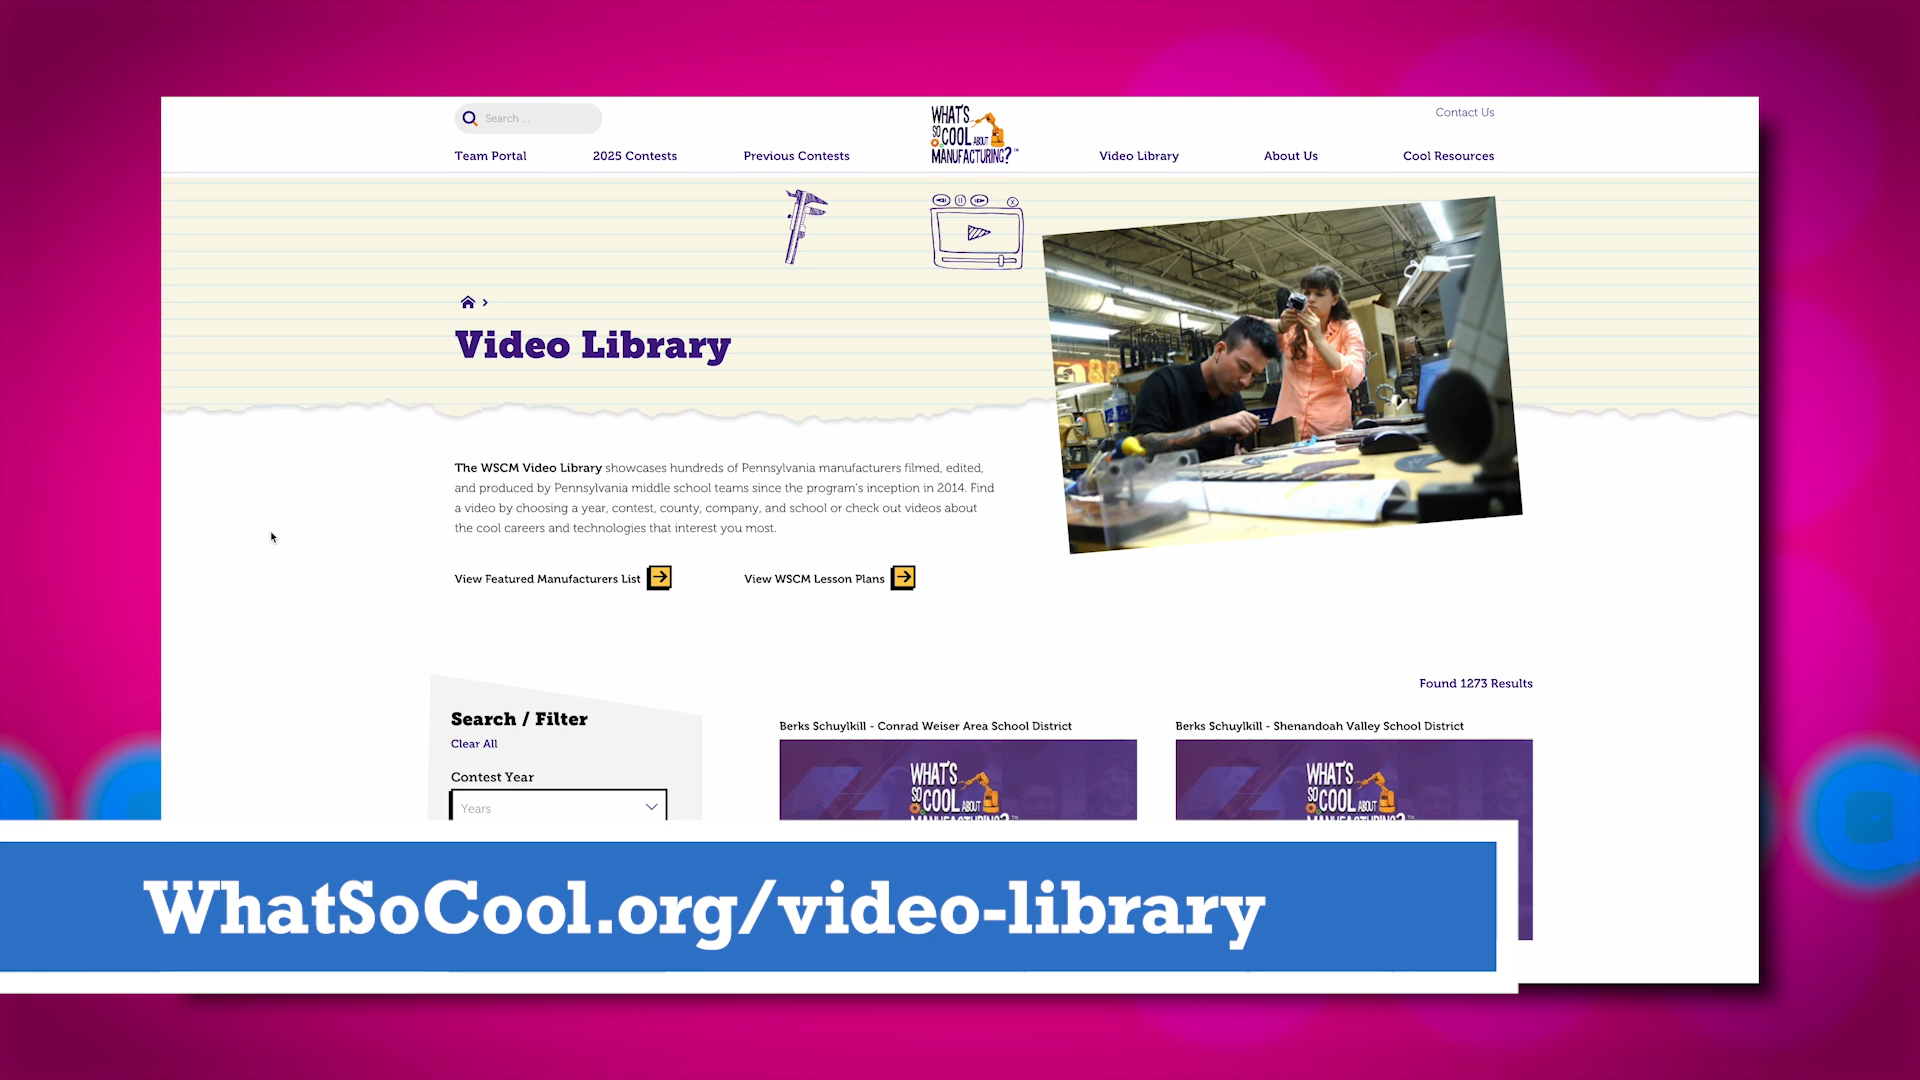 Search ...
Contact Us
WHAT'S
SO COOL ABOUT
MANUFACTURING?™
Team Portal
2025 Contests
Previous Contests
Video Library
About Us
Cool Resources
Video Library
The WSCM Video Library showcases hundreds of Pennsylvania manufacturers filmed, edited,
and produced by Pennsylvania middle school teams since the program's inception in 2014. Find
a video by choosing a year, contest, county, company, and school or check out videos about
the cool careers and technologies that interest you most.
View Featured Manufacturers List
View WSCM Lesson Plans
Found 1273 Results
Search / Filter
Clear All
Contest Year
Years
Berks Schuylkill - Conrad Weiser Area School District
WHAT'S
SO COOL ABOUT
MANUFACTURING?™
Berks Schuylkill - Shenandoah Valley School District
WHAT'S
SO COOL ABOUT
MANUFACTURING?™
WhatSoCool.org/video-library